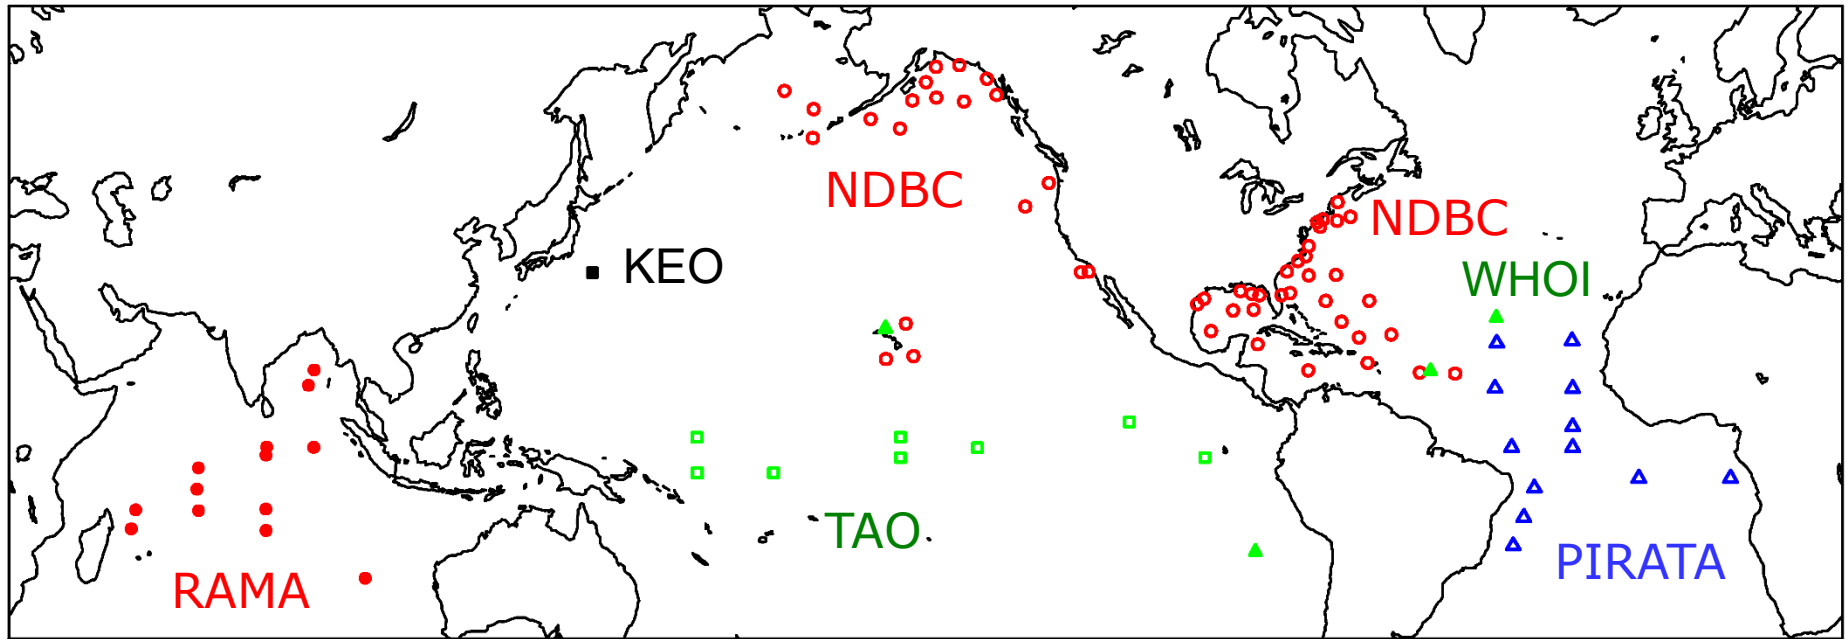 NDBC
NDBC
KEO
WHOI
TAO
PIRATA
RAMA